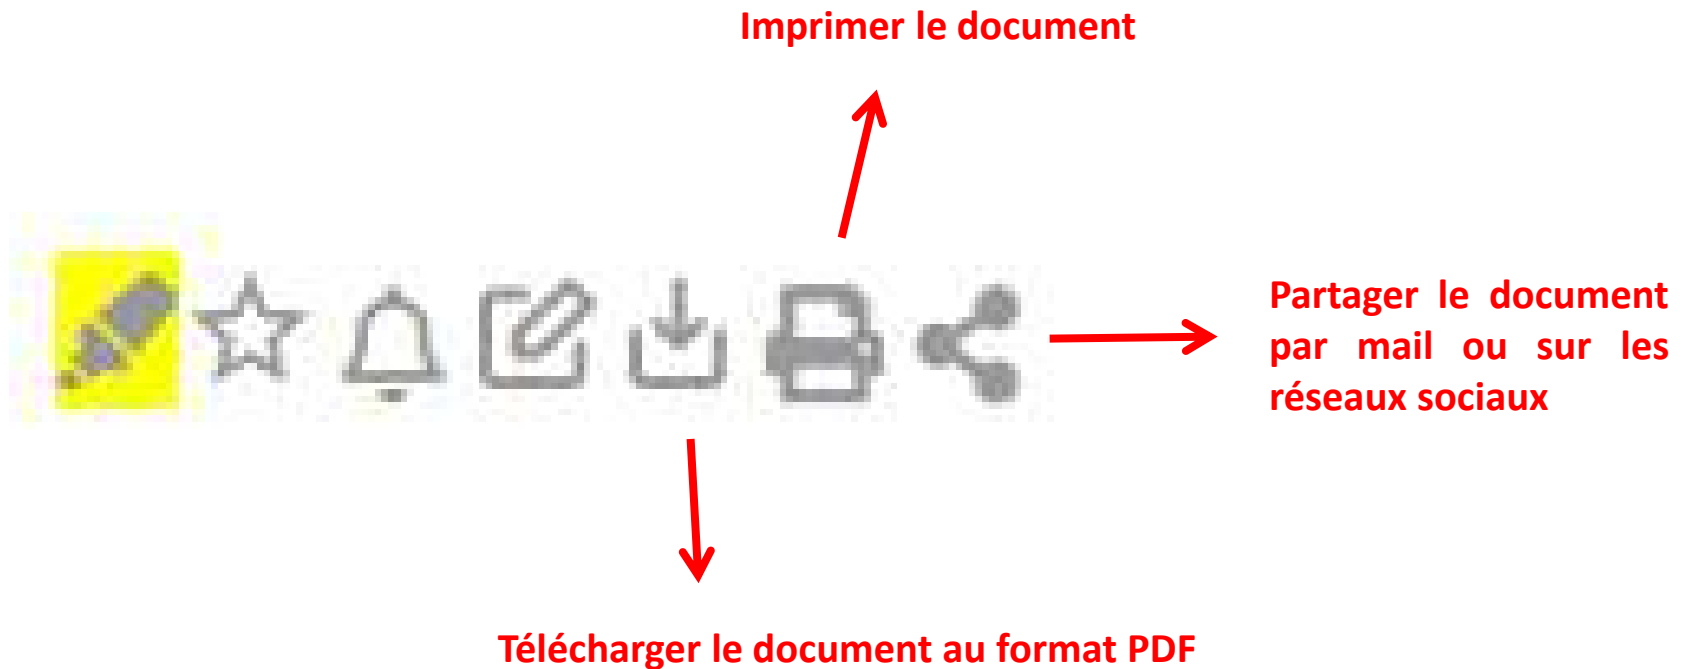 Imprimer le document
Partager le document
par mail ou sur les
réseaux sociaux
Télécharger le document au format PDF